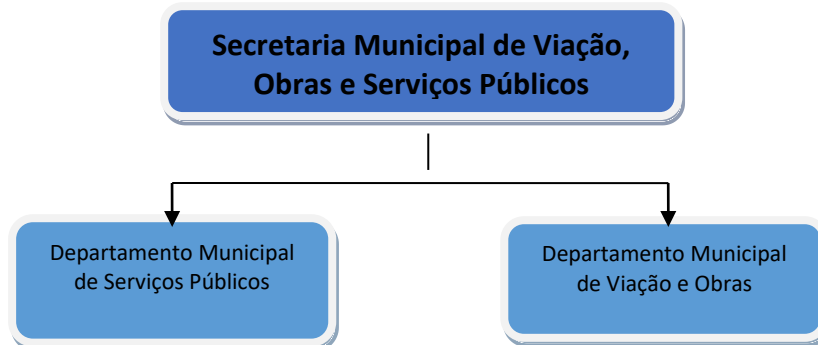 Secretaria Municipal de Viação,
Obras e Serviços Públicos
Departamento Municipal
de Serviços Públicos
Departamento Municipal
de Viação e Obras